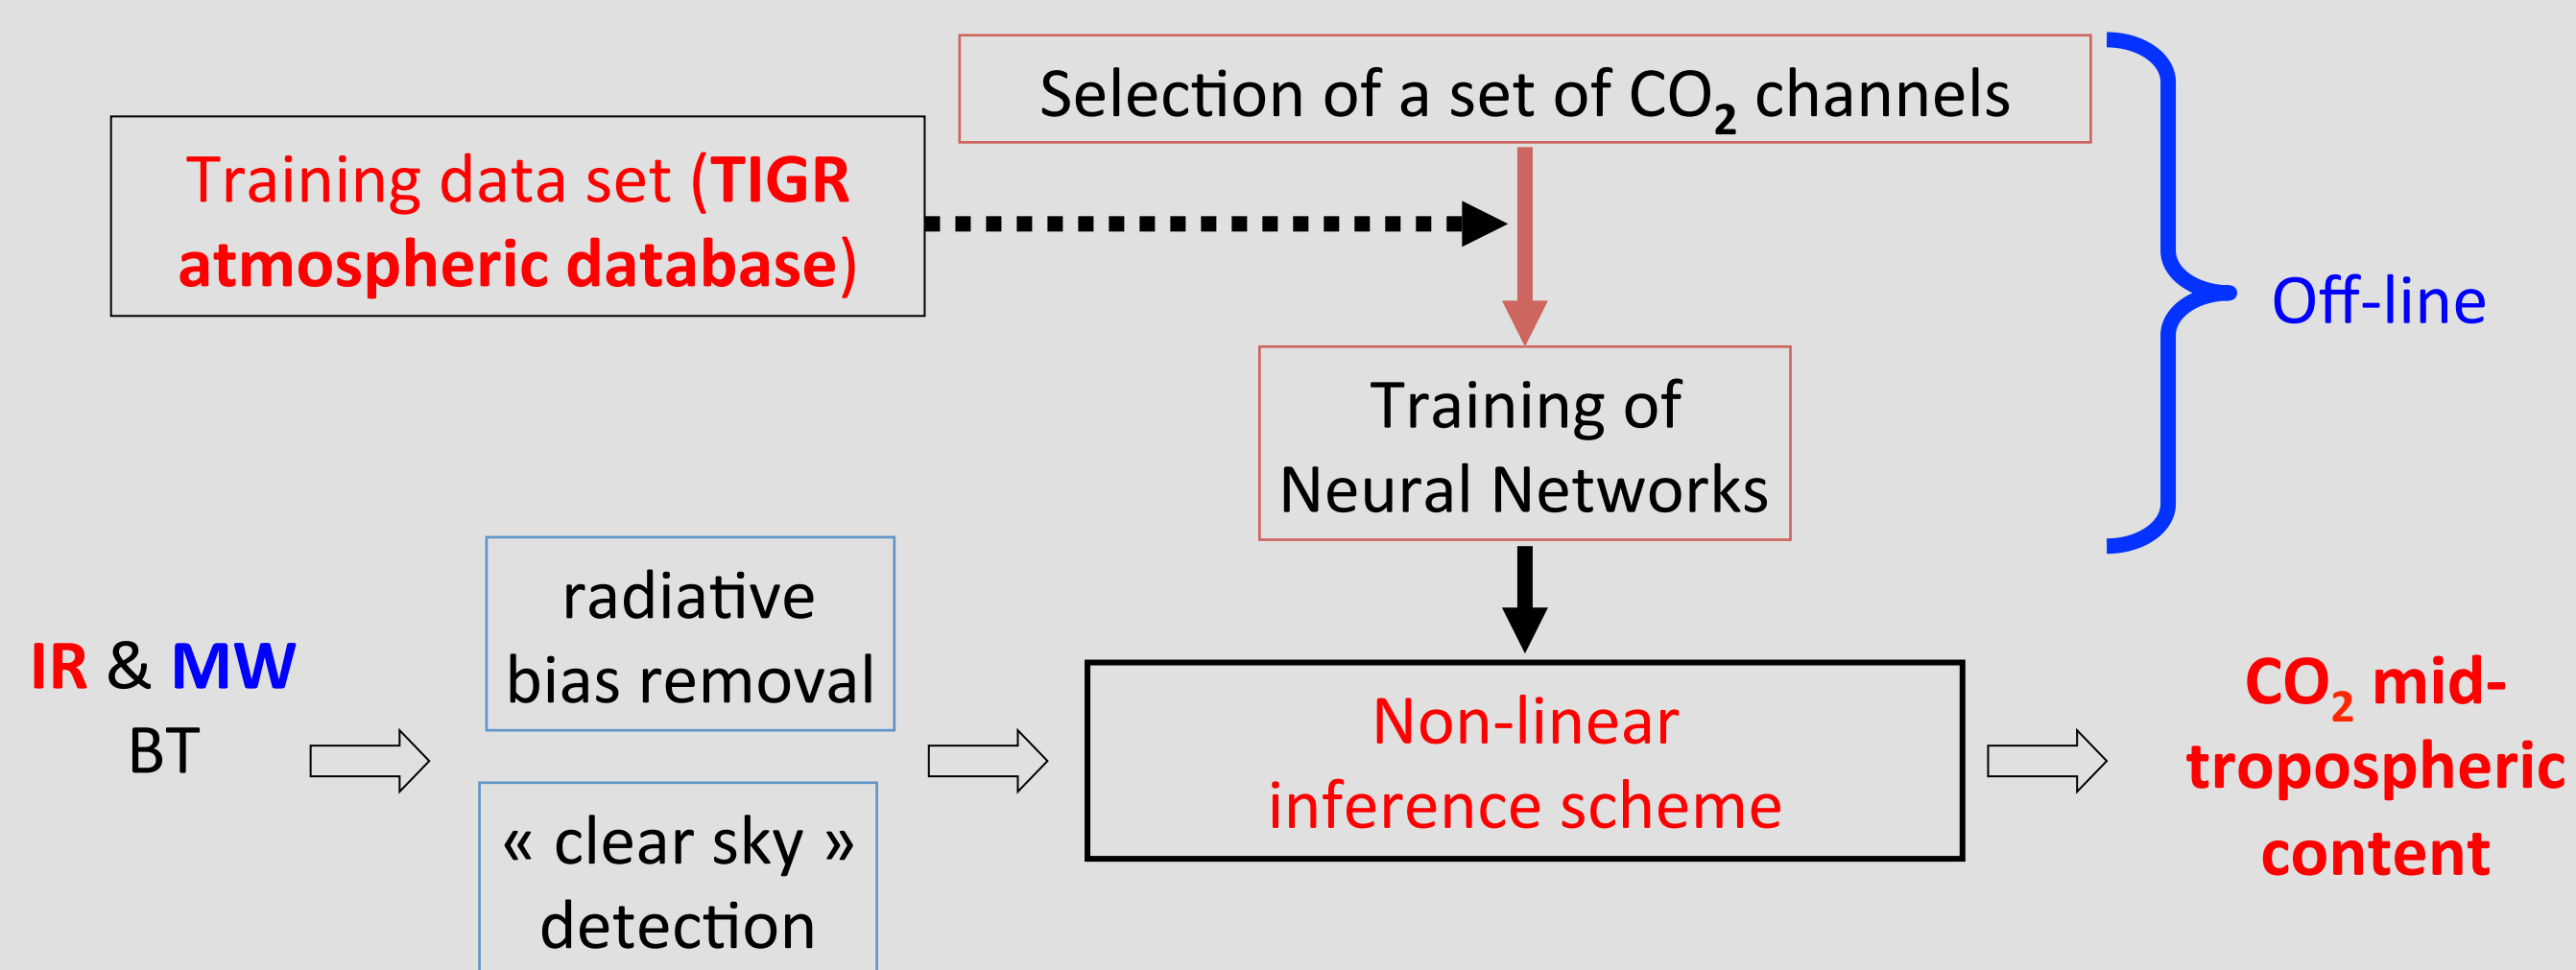 Selection of a set of CO₂ channels
Training data set (TIGR
atmospheric database)
Off-line
Training of
Neural Networks
radiative
bias removal
IR & MW
BT
« clear sky »
detection
Non-linear
inference scheme
CO₂ mid-
tropospheric
content